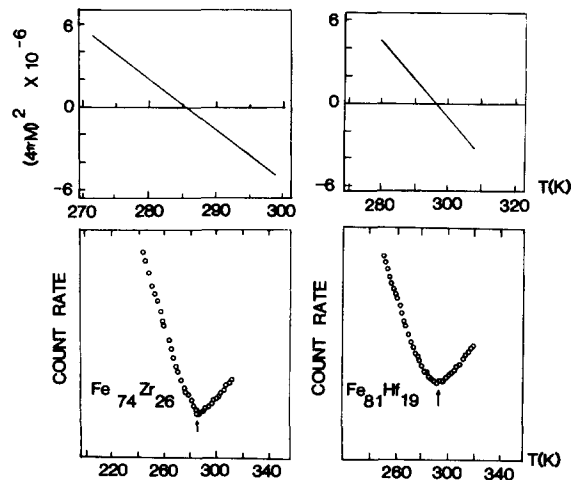 (4πM)² X 10⁻⁶
6
0
-6
270 280 290 300
6
0
-6
280 300 320
T(K)
COUNT RATE
Fe₇₄Zr₂₆
220 260 300 340
COUNT RATE
Fe₈₁Hf₁₉
260 300 340
T(K)